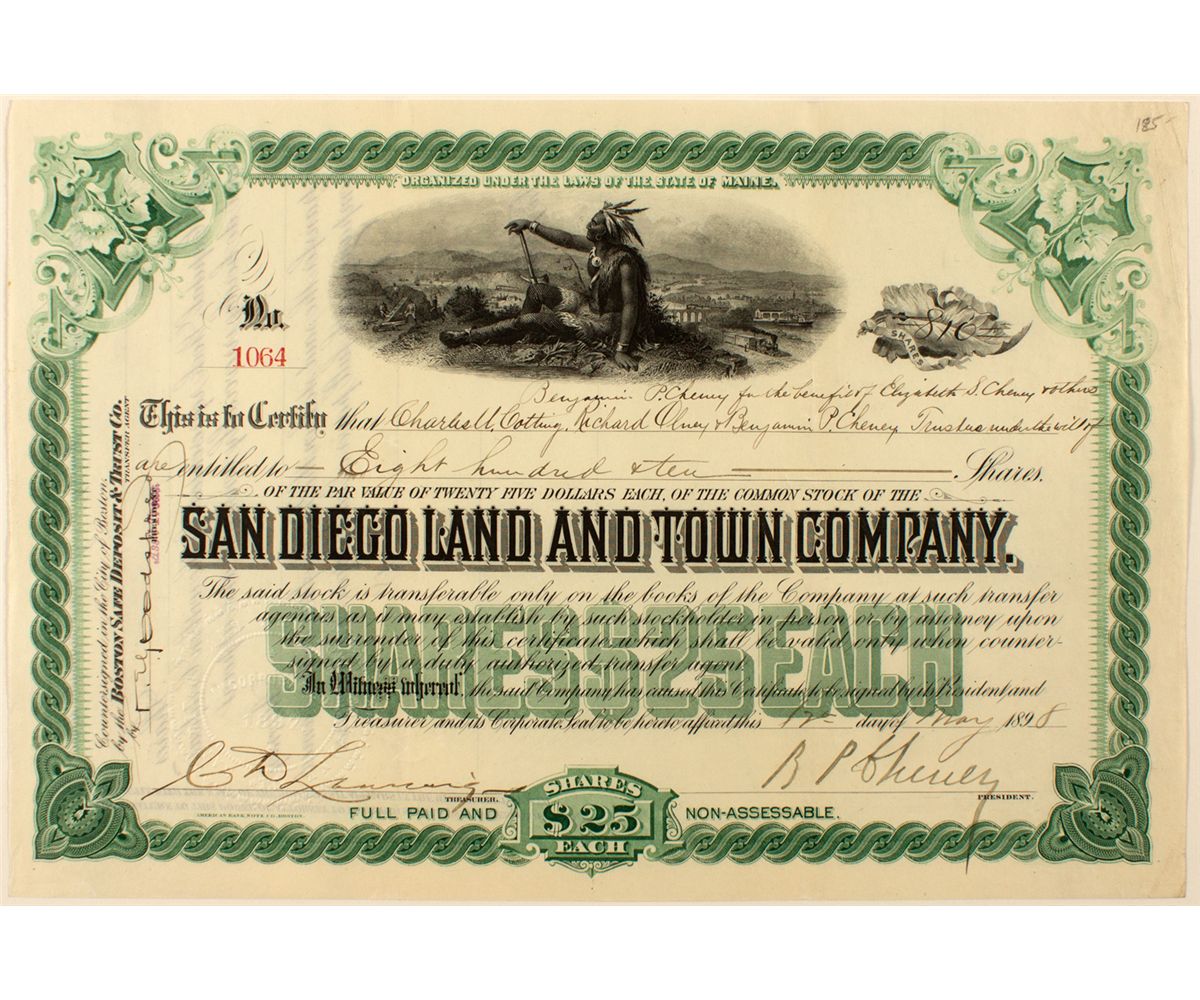 185
ORGANIZED UNDER THE LAWS OF THE STATE OF MAINE.
No.
1064
810
SHARES
Benjamin P. Cheney for the benefit of Elizabeth S. Cheney & others
This is to Certify that Charles U. Cotting, Richard Olney & Benjamin P. Cheney Trustees under the will of
are entitled to Eight hundred & ten Shares.
OF THE PAR VALUE OF TWENTY FIVE DOLLARS EACH, OF THE COMMON STOCK OF THE
SAN DIEGO LAND AND TOWN COMPANY.
The said stock is transferable only on the books of the Company at such transfer
agencies as it may establish by such stockholder in person or by attorney upon
the surrender of this certificate which shall be valid only when counter-
signed by a duly authorized transfer agent.
SHARES $25 EACH
In Witness whereof, the said Company has caused this Certificate to be signed by its President and
Treasurer and its Corporate Seal to be hereto affixed this 12 day of May 1898
B P Cheney
TREASURER.
PRESIDENT.
FULL PAID AND
SHARES
$25
EACH
NON-ASSESSABLE.
AMERICAN BANK NOTE CO. BOSTON.
Countersigned in the City of Boston.
by the BOSTON SAFE DEPOSIT & TRUST CO.
TRANSFER AGENT
by